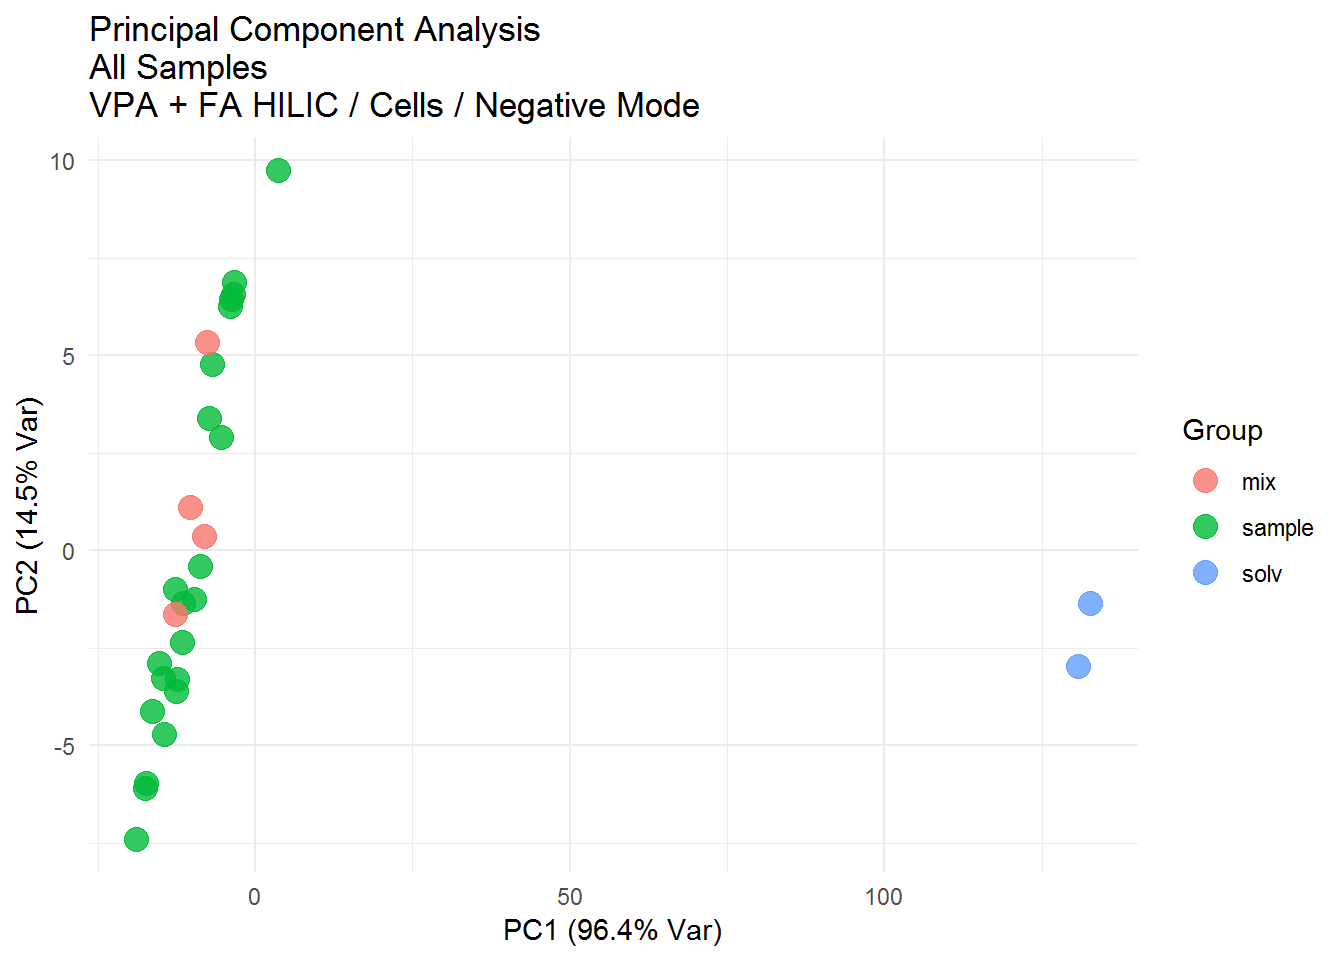 Principal Component Analysis
All Samples
VPA + FA HILIC / Cells / Negative Mode
10
5
0
-5
PC2 (14.5% Var)
0
50
100
PC1 (96.4% Var)
Group
mix
sample
solv